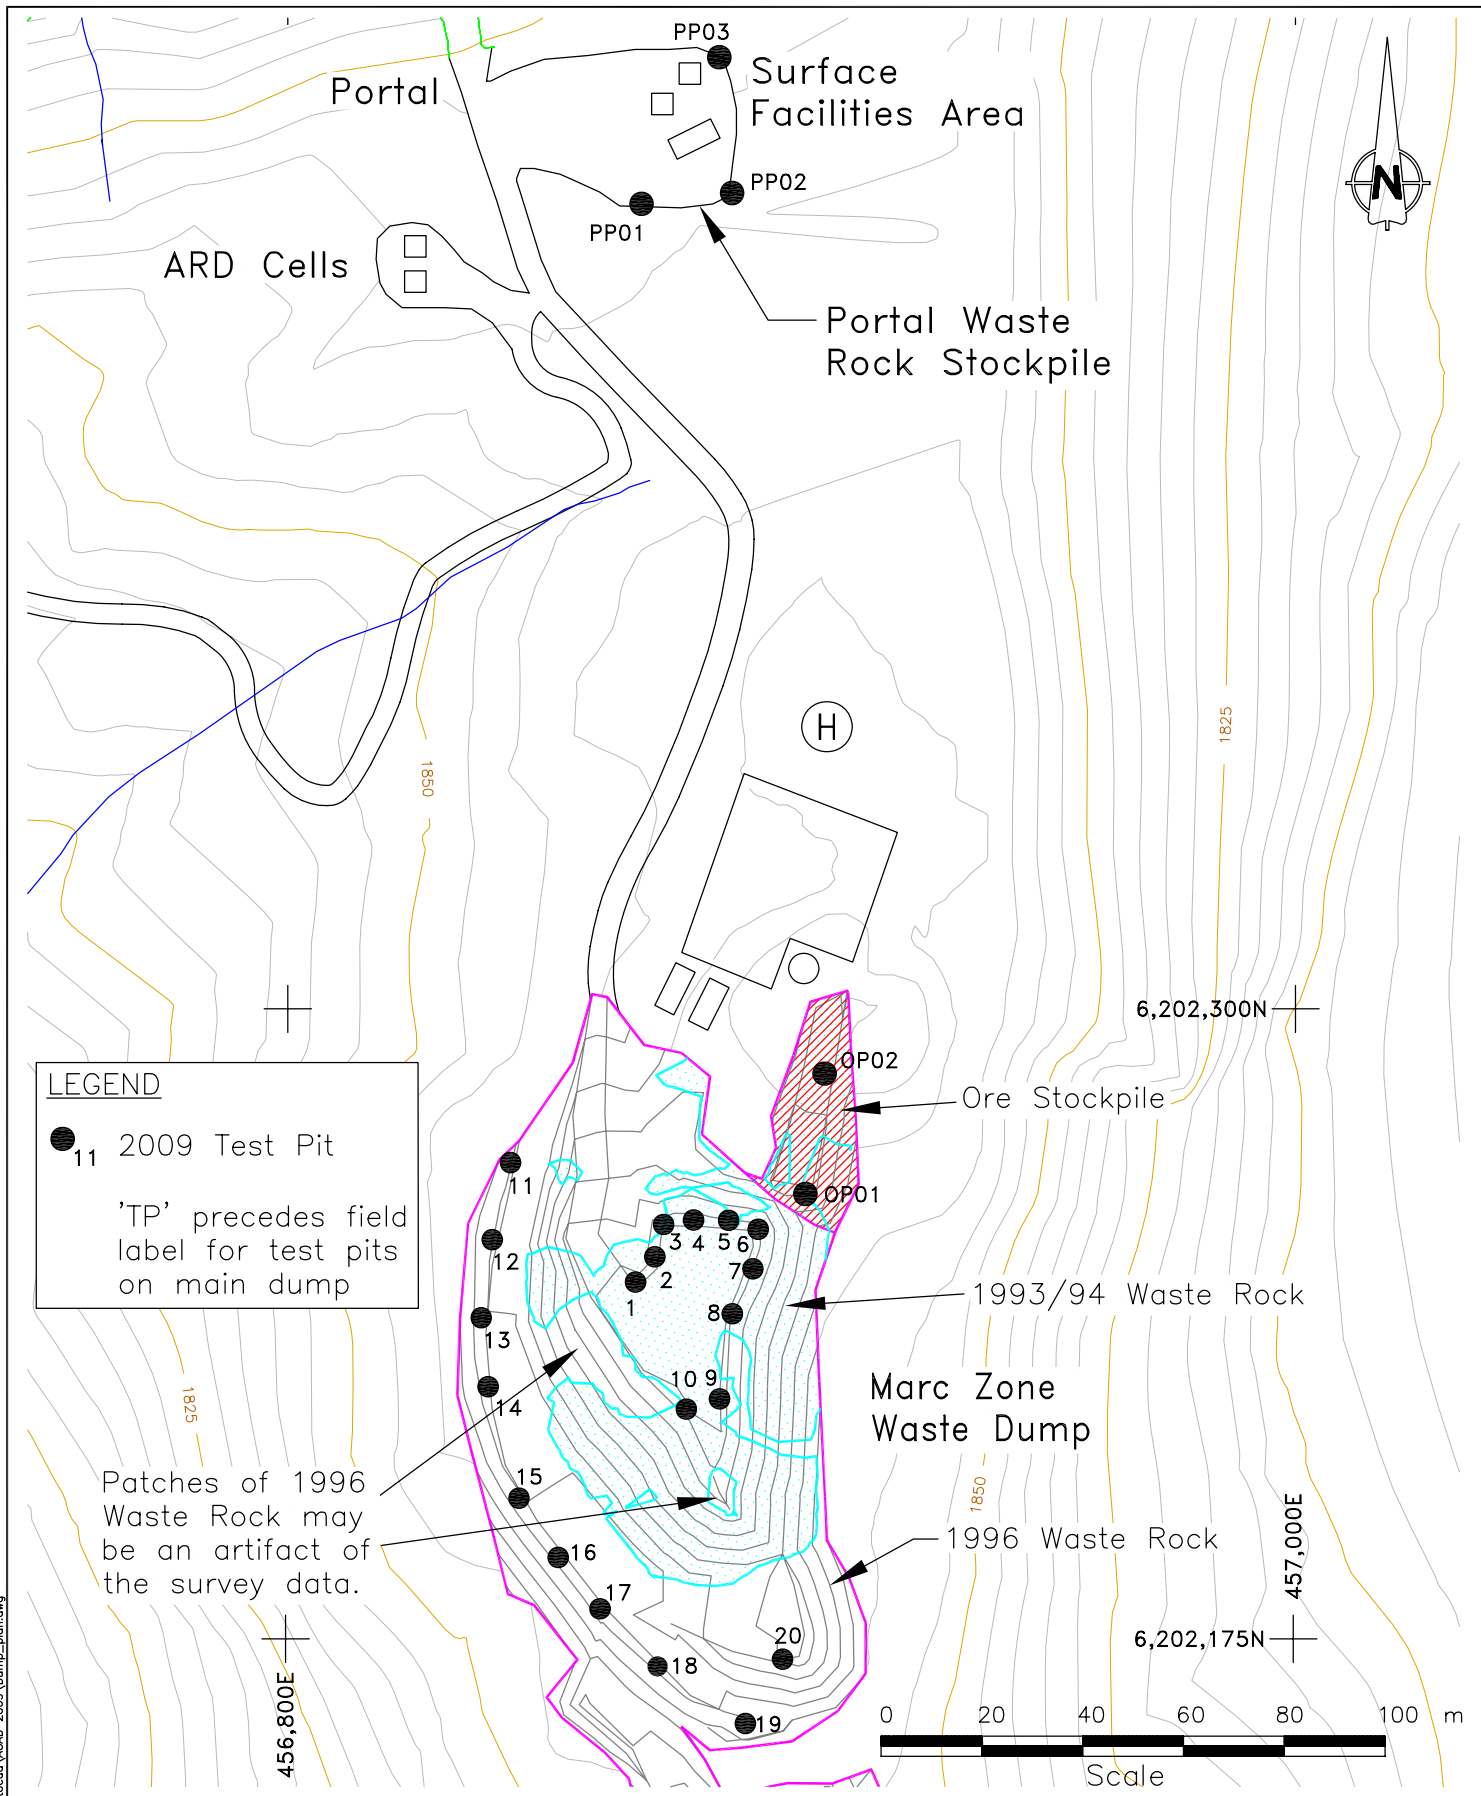 PP03
Surface
Facilities Area
Portal
PP02
PP01
N
ARD Cells
Portal Waste
Rock Stockpile
1825
1850
H
6,202,300N
OP02
Ore Stockpile
OP01
LEGEND
11 2009 Test Pit
'TP' precedes field
label for test pits
on main dump
11
12
13
14
15
16
17
18
19
20
1
2
3
4
5
6
7
8
9
10
1993/94 Waste Rock
Marc Zone
Waste Dump
1825
1850
Patches of 1996
Waste Rock may
be an artifact of
the survey data.
1996 Waste Rock
457,000E
6,202,175N
456,800E
0 20 40 60 80 100 m
Scale